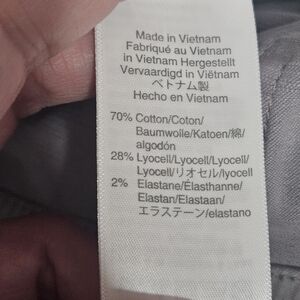 Made in Vietnam
Fabriqué au Vietnam
in Vietnam Hergestellt
Vervaardigd in Viëtnam
ベトナム製
Hecho en Vietnam
70% Cotton/Coton/
Baumwolle/Katoen/綿/
algodón
28% Lyocell/Lyocell/Lyocell/
Lyocell/リオセル/lyocell
2% Elastane/Élasthanne/
Elastan/Elastaan/
エラステーン/elastano